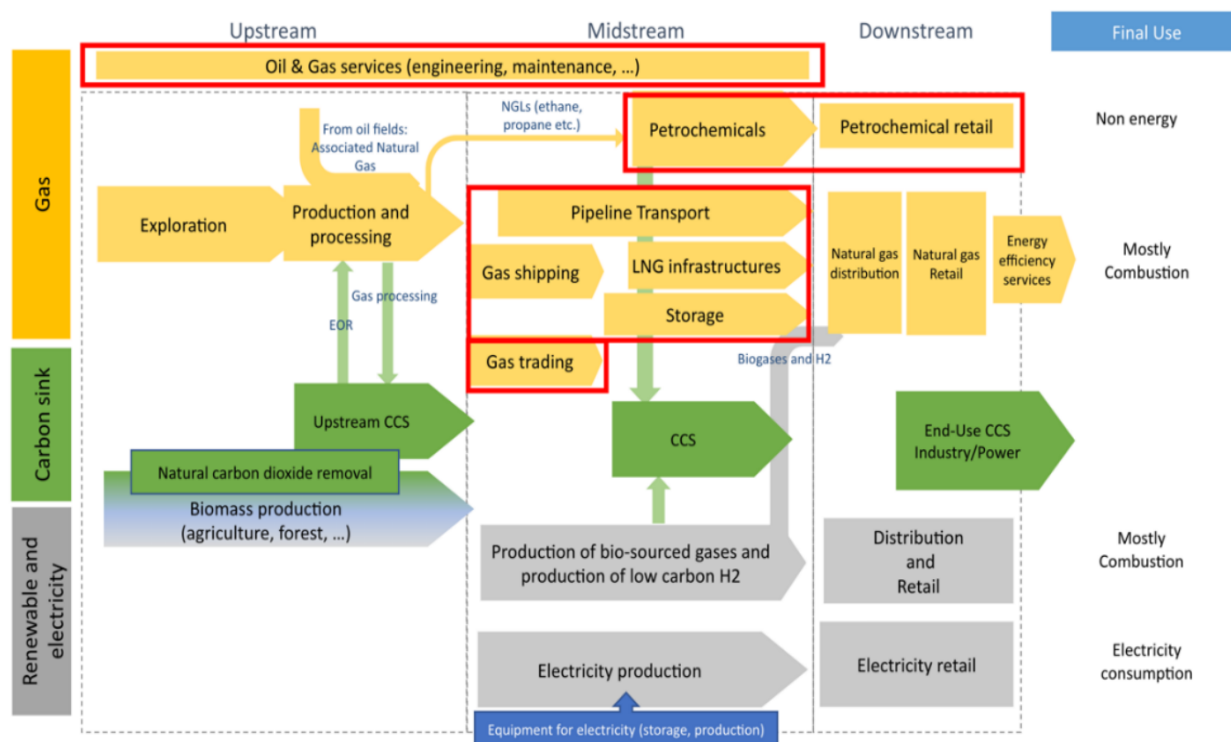 Upstream
Midstream
Downstream
Final Use
Gas
Oil & Gas services (engineering, maintenance, ...)
From oil fields:
Associated Natural
Gas
NGLs (ethane,
propane etc.)
Petrochemicals
Petrochemical retail
Non energy
Exploration
Production and
processing
Pipeline Transport
Gas shipping
LNG infrastructures
Storage
Natural gas
distribution
Natural gas
Retail
Energy
efficiency
services
Mostly
Combustion
Gas processing
EOR
Gas trading
Biogases and H2
Carbon sink
Upstream CCS
CCS
End-Use CCS
Industry/Power
Natural carbon dioxide removal
Biomass production
(agriculture, forest, ...)
Renewable and
electricity
Production of bio-sourced gases and
production of low carbon H2
Distribution
and
Retail
Mostly
Combustion
Electricity production
Electricity retail
Electricity
consumption
Equipment for electricity (storage, production)